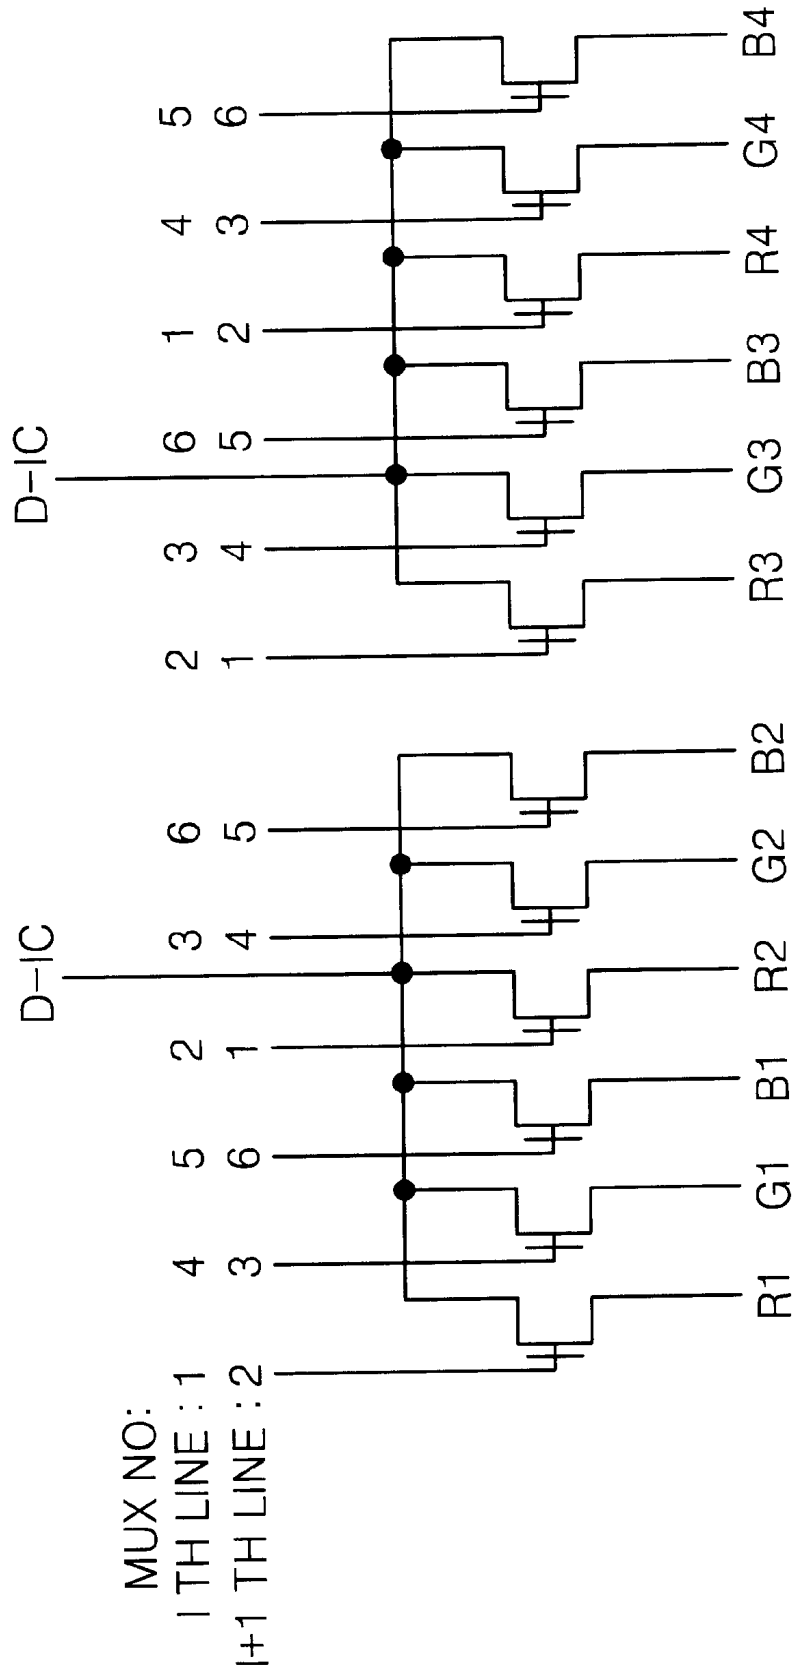 D-IC D-IC
MUX NO:
I TH LINE : 1 4 5 2 3 6 2 3 6 1 4 5
I+1 TH LINE : 2 3 6 1 4 5 1 4 5 2 3 6
R1 G1 B1 R2 G2 B2 R3 G3 B3 R4 G4 B4